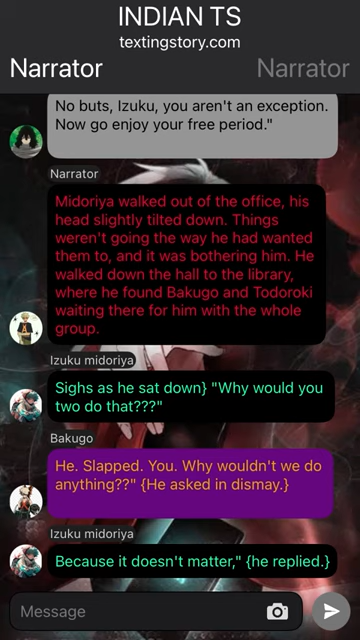 INDIAN TS
textingstory.com
Narrator
Narrator
No buts, Izuku, you aren't an exception.
Now go enjoy your free period."
Narrator
Midoriya walked out of the office, his
head slightly tilted down. Things
weren't going the way he had wanted
them to, and it was bothering him. He
walked down the hall to the library,
where he found Bakugo and Todoroki
waiting there for him with the whole
group.
Izuku midoriya
Sighs as he sat down} "Why would you
two do that???"
Bakugo
He. Slapped. You. Why wouldn't we do
anything??" {He asked in dismay.}
Izuku midoriya
Because it doesn't matter," {he replied.}
Message